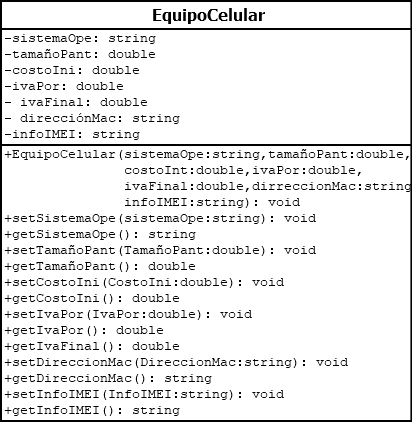 EquipoCelular
-sistemaOpe: string
-tamañoPant: double
-costoIni: double
-ivaPor: double
- ivaFinal: double
- direcciónMac: string
-infoIMEI: string
+EquipoCelular(sistemaOpe:string,tamañoPant:double,
costoInt:double,ivaPor:double,
ivaFinal:double,dirreccionMac:string
infoIMEI:string): void
+setSistemaOpe(sistemaOpe:string): void
+getSistemaOpe(): string
+setTamañoPant(TamañoPant:double): void
+getTamañoPant(): double
+setCostoIni(CostoIni:double): void
+getCostoIni(): double
+setIvaPor(IvaPor:double): void
+getIvaPor(): double
+getIvaFinal(): double
+setDireccionMac(DireccionMac:string): void
+getDireccionMac(): string
+setInfoIMEI(InfoIMEI:string): void
+getInfoIMEI(): string